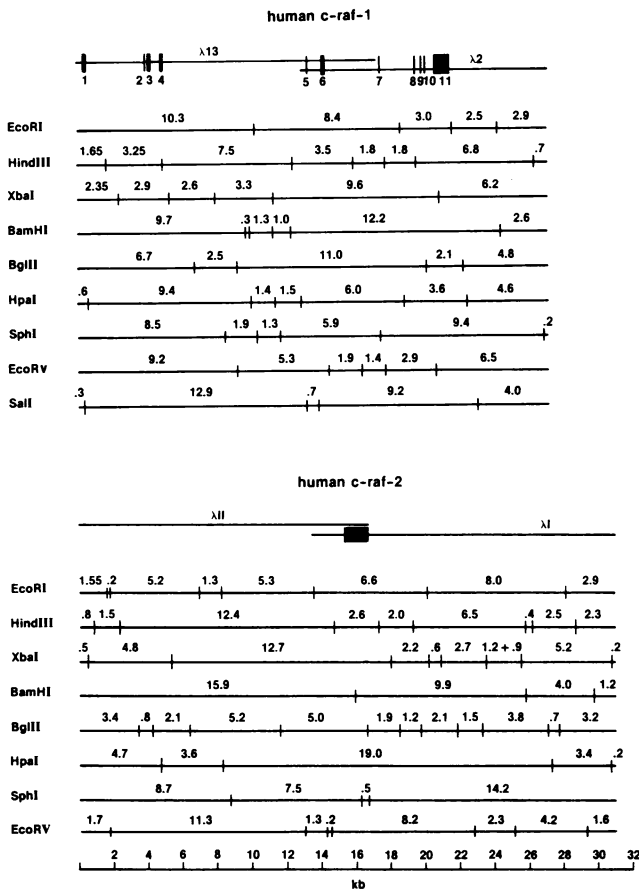 human c-raf-1
λ13
λ2
1 2 3 4 5 6 7 8 9 10 11
EcoRI 10.3 8.4 3.0 2.5 2.9
HindIII 1.65 3.25 7.5 3.5 1.8 1.8 6.8 .7
XbaI 2.35 2.9 2.6 3.3 9.6 6.2
BamHI 9.7 .3 1.3 1.0 12.2 2.6
BglII 6.7 2.5 11.0 2.1 4.8
HpaI .6 9.4 1.4 1.5 6.0 3.6 4.6
SphI 8.5 1.9 1.3 5.9 9.4 .2
EcoRV 9.2 5.3 1.9 1.4 2.9 6.5
SalI .3 12.9 .7 9.2 4.0
human c-raf-2
λII
λI
EcoRI 1.55 .2 5.2 1.3 5.3 6.6 8.0 2.9
HindIII .8 1.5 12.4 2.6 2.0 6.5 .4 2.5 2.3
XbaI .5 4.8 12.7 2.2 .6 2.7 1.2 + .9 5.2 .2
BamHI 15.9 9.9 4.0 1.2
BglII 3.4 .8 2.1 5.2 5.0 1.9 1.2 2.1 1.5 3.8 .7 3.2
HpaI 4.7 3.6 19.0 3.4 .2
SphI 8.7 7.5 .5 14.2
EcoRV 1.7 11.3 1.3 .2 8.2 2.3 4.2 1.6
2 4 6 8 10 12 14 16 18 20 22 24 26 28 30 32
kb